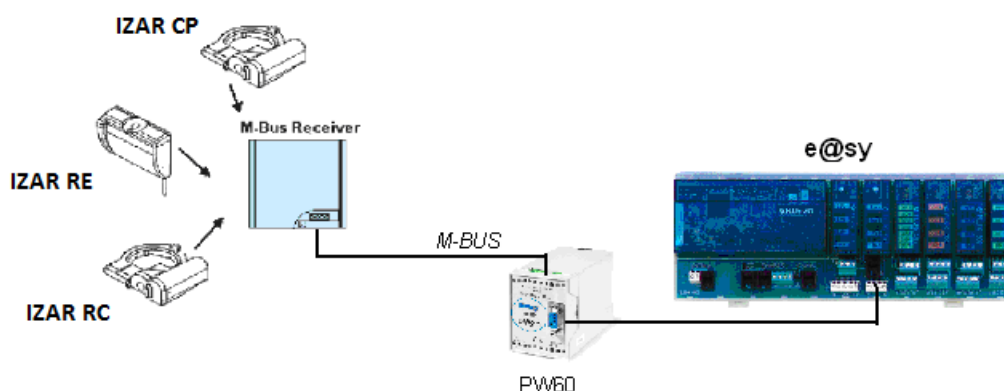 IZAR CP
M-Bus Receiver
e@sy
IZAR RE
M-BUS
IZAR RC
PW60